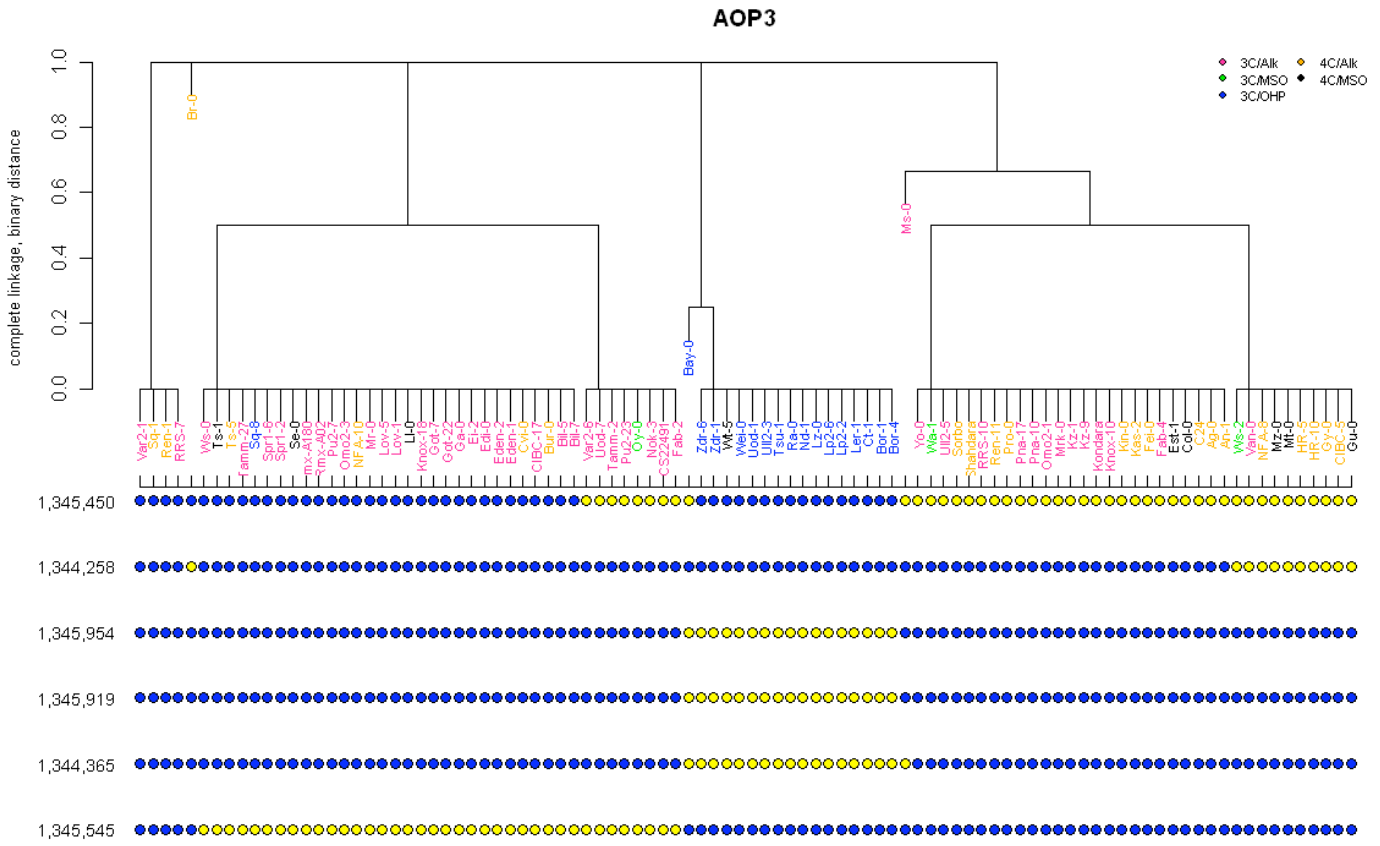 AOP3
complete linkage, binary distance
0.0 0.2 0.4 0.6 0.8 1.0
3C/Alk 4C/Alk
3C/MSO 4C/MSO
3C/OHP
Br-0
Ms-0
Bay-0
Var2-1 Sq-1 Ren-1 RRS-7 Ws-0 Ts-1 Ts-5 Tamm-27 Sq-8 Spr1-6 Spr1-2 Se-0 rmx-A180 Rmx-A02 Pu2-7 Omo2-3 NFA-10 Mr-0 Lov-5 Lov-1 Ll-0 Knox-18 Got-7 Got-22 Ga-0 Ei-2 Edi-0 Eden-2 Eden-1 Cvi-0 CIBC-17 Bur-0 Bil-5 Bil-7 Var2-6 Uod-7 Tamm-2 Pu2-23 Oy-0 Nok-3 CS22491 Fab-2 Zdr-6 Zdr-1 Wt-5 Wei-0 Uod-1 Ull2-3 Tsu-1 Ra-0 Nd-1 Lz-0 Lp2-6 Lp2-2 Ler-1 Ct-1 Bor-1 Bor-4 Yo-0 Wa-1 Ull2-5 Sorbo Shahdara RRS-10 Ren-11 Pro-0 Pna-17 Pna-10 Omo2-1 Mrk-0 Kz-1 Kz-9 Kondara Knox-10 Kin-0 Kas-2 Fei-0 Fab-4 Est-1 Col-0 C24 Ag-0 An-1 Ws-2 Van-0 NFA-8 Mz-0 Mt-0 HR-5 HR-10 Gy-0 CIBC-5 Gu-0
1,345,450
1,344,258
1,345,954
1,345,919
1,344,365
1,345,545